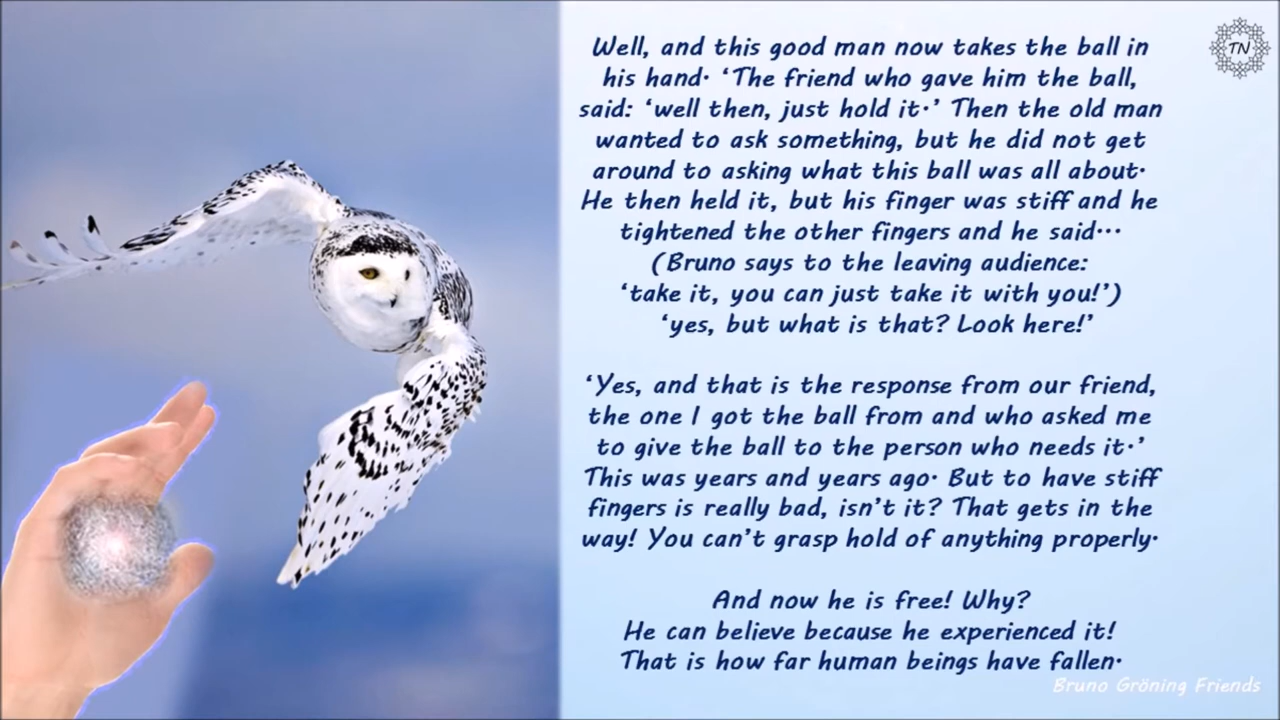 Well, and this good man now takes the ball in
his hand. ‘The friend who gave him the ball,
said: ‘well then, just hold it.’ Then the old man
wanted to ask something, but he did not get
around to asking what this ball was all about.
He then held it, but his finger was stiff and he
tightened the other fingers and he said...
(Bruno says to the leaving audience:
‘take it, you can just take it with you!’)
‘yes, but what is that? Look here!’
‘Yes, and that is the response from our friend,
the one I got the ball from and who asked me
to give the ball to the person who needs it.’
This was years and years ago. But to have stiff
fingers is really bad, isn’t it? That gets in the
way! You can’t grasp hold of anything properly.
And now he is free! Why?
He can believe because he experienced it!
That is how far human beings have fallen.
Bruno Gröning Friends
TN